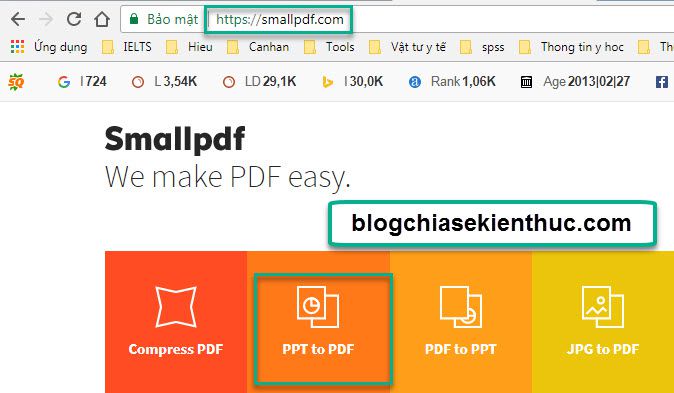 Bảo mật https://smallpdf.com
Ứng dụng IELTS Hieu Canhan Tools Vật tư y tế spss Thong tin y hoc
SQ I 724 L 3,54K LD 29,1K I 30,0K Rank 1,06K Age 2013|02|27
Smallpdf
We make PDF easy.
blogchiasekienthuc.com
Compress PDF PPT to PDF PDF to PPT JPG to PDF